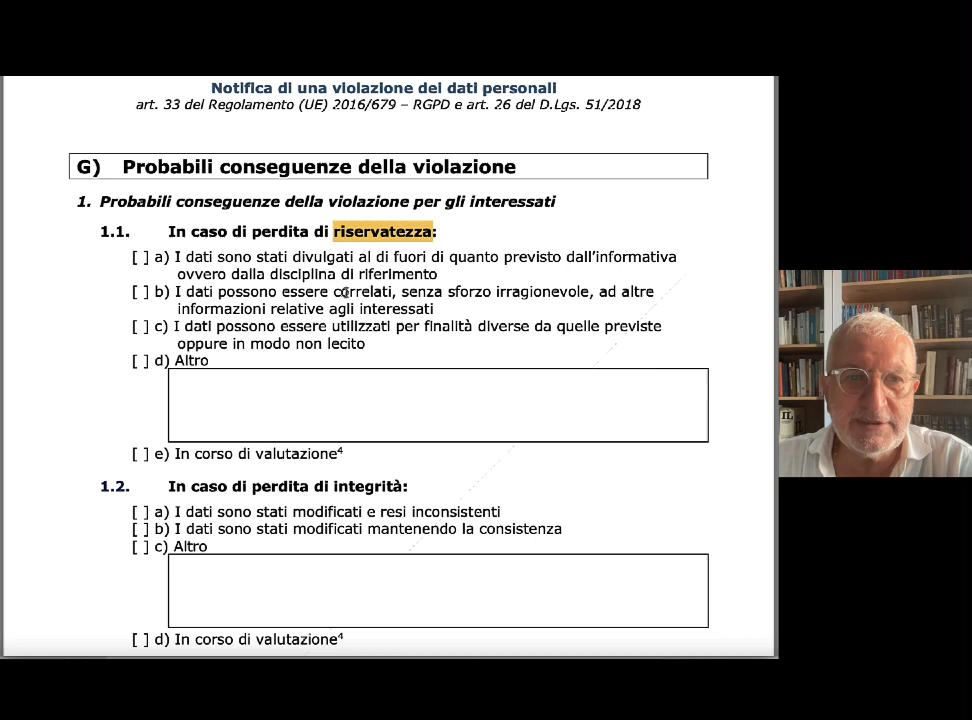 Notifica di una violazione dei dati personali
art. 33 del Regolamento (UE) 2016/679 – RGPD e art. 26 del D.Lgs. 51/2018
G) Probabili conseguenze della violazione
1. Probabili conseguenze della violazione per gli interessati
1.1. In caso di perdita di riservatezza:
[ ] a) I dati sono stati divulgati al di fuori di quanto previsto dall'informativa
ovvero dalla disciplina di riferimento
[ ] b) I dati possono essere correlati, senza sforzo irragionevole, ad altre
informazioni relative agli interessati
[ ] c) I dati possono essere utilizzati per finalità diverse da quelle previste
oppure in modo non lecito
[ ] d) Altro
[ ] e) In corso di valutazione⁴
1.2. In caso di perdita di integrità:
[ ] a) I dati sono stati modificati e resi inconsistenti
[ ] b) I dati sono stati modificati mantenendo la consistenza
[ ] c) Altro
[ ] d) In corso di valutazione⁴